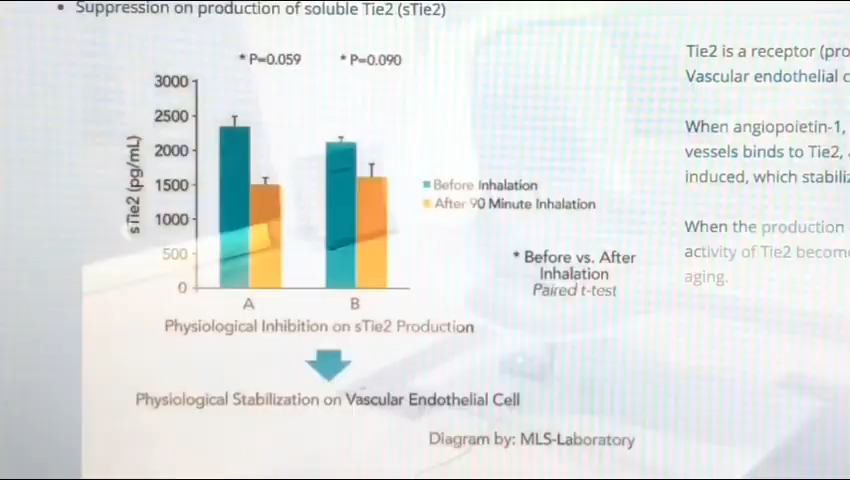 • Suppression on production of soluble Tie2 (sTie2)
* P=0.059
* P=0.090
3000
2500
2000
1500
1000
500
0
sTie2 (pg/mL)
A
B
Before Inhalation
After 90 Minute Inhalation
* Before vs. After
Inhalation
Paired t-test
Physiological Inhibition on sTie2 Production
Physiological Stabilization on Vascular Endothelial Cell
Diagram by: MLS-Laboratory
Tie2 is a receptor
Vascular endothelial
When angiopoietin-1,
vessels binds to Tie2,
induced, which
When the production
activity of Tie2
aging.